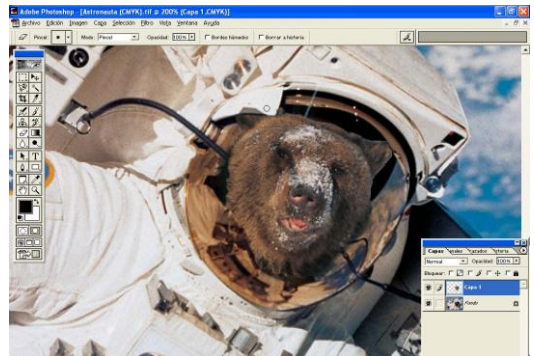 Adobe Photoshop - [Astronauta (CMYK).tif @ 200% (Capa 1,CMYK)]
Archivo Edición Imagen Capa Selección Filtro Vista Ventana Ayuda
Pincel: Modo: Pincel Opacidad: 100% Bordes húmedos Borrar a historia
Capas
Normal Opacidad: 100%
Bloquear:
Capa 1
Fondo